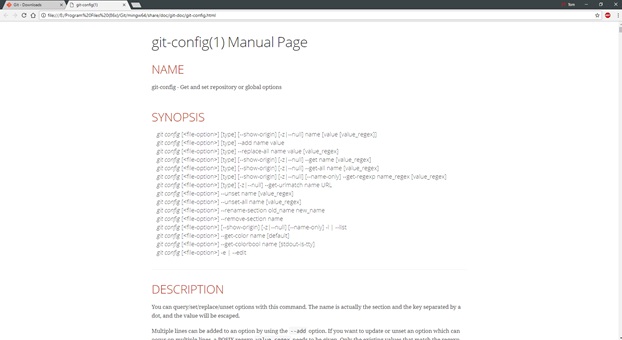 Git - Downloads
git-config(1)
Tom
file:///E:/Program%20Files%20(86x)/Git/mingw64/share/doc/git-doc/git-config.html
git-config(1) Manual Page
NAME
git-config - Get and set repository or global options
SYNOPSIS
git config [<file-option>] [type] [--show-origin] [-z|--null] name [value [value_regex]]
git config [<file-option>] [type] --add name value
git config [<file-option>] [type] --replace-all name value [value_regex]
git config [<file-option>] [type] [--show-origin] [-z|--null] --get name [value_regex]
git config [<file-option>] [type] [--show-origin] [-z|--null] --get-all name [value_regex]
git config [<file-option>] [type] [--show-origin] [-z|--null] [--name-only] --get-regexp name_regex [value_regex]
git config [<file-option>] [type] [-z|--null] --get-urlmatch name URL
git config [<file-option>] --unset name [value_regex]
git config [<file-option>] --unset-all name [value_regex]
git config [<file-option>] --rename-section old_name new_name
git config [<file-option>] --remove-section name
git config [<file-option>] [--show-origin] [-z|--null] [--name-only] -l | --list
git config [<file-option>] --get-color name [default]
git config [<file-option>] --get-colorbool name [stdout-is-tty]
git config [<file-option>] -e | --edit
DESCRIPTION
You can query/set/replace/unset options with this command. The name is actually the section and the key separated by a
dot, and the value will be escaped.
Multiple lines can be added to an option by using the --add option. If you want to update or unset an option which can
occur on multiple lines, a POSIX regexp value_regex needs to be given. Only the existing values that match the regexp